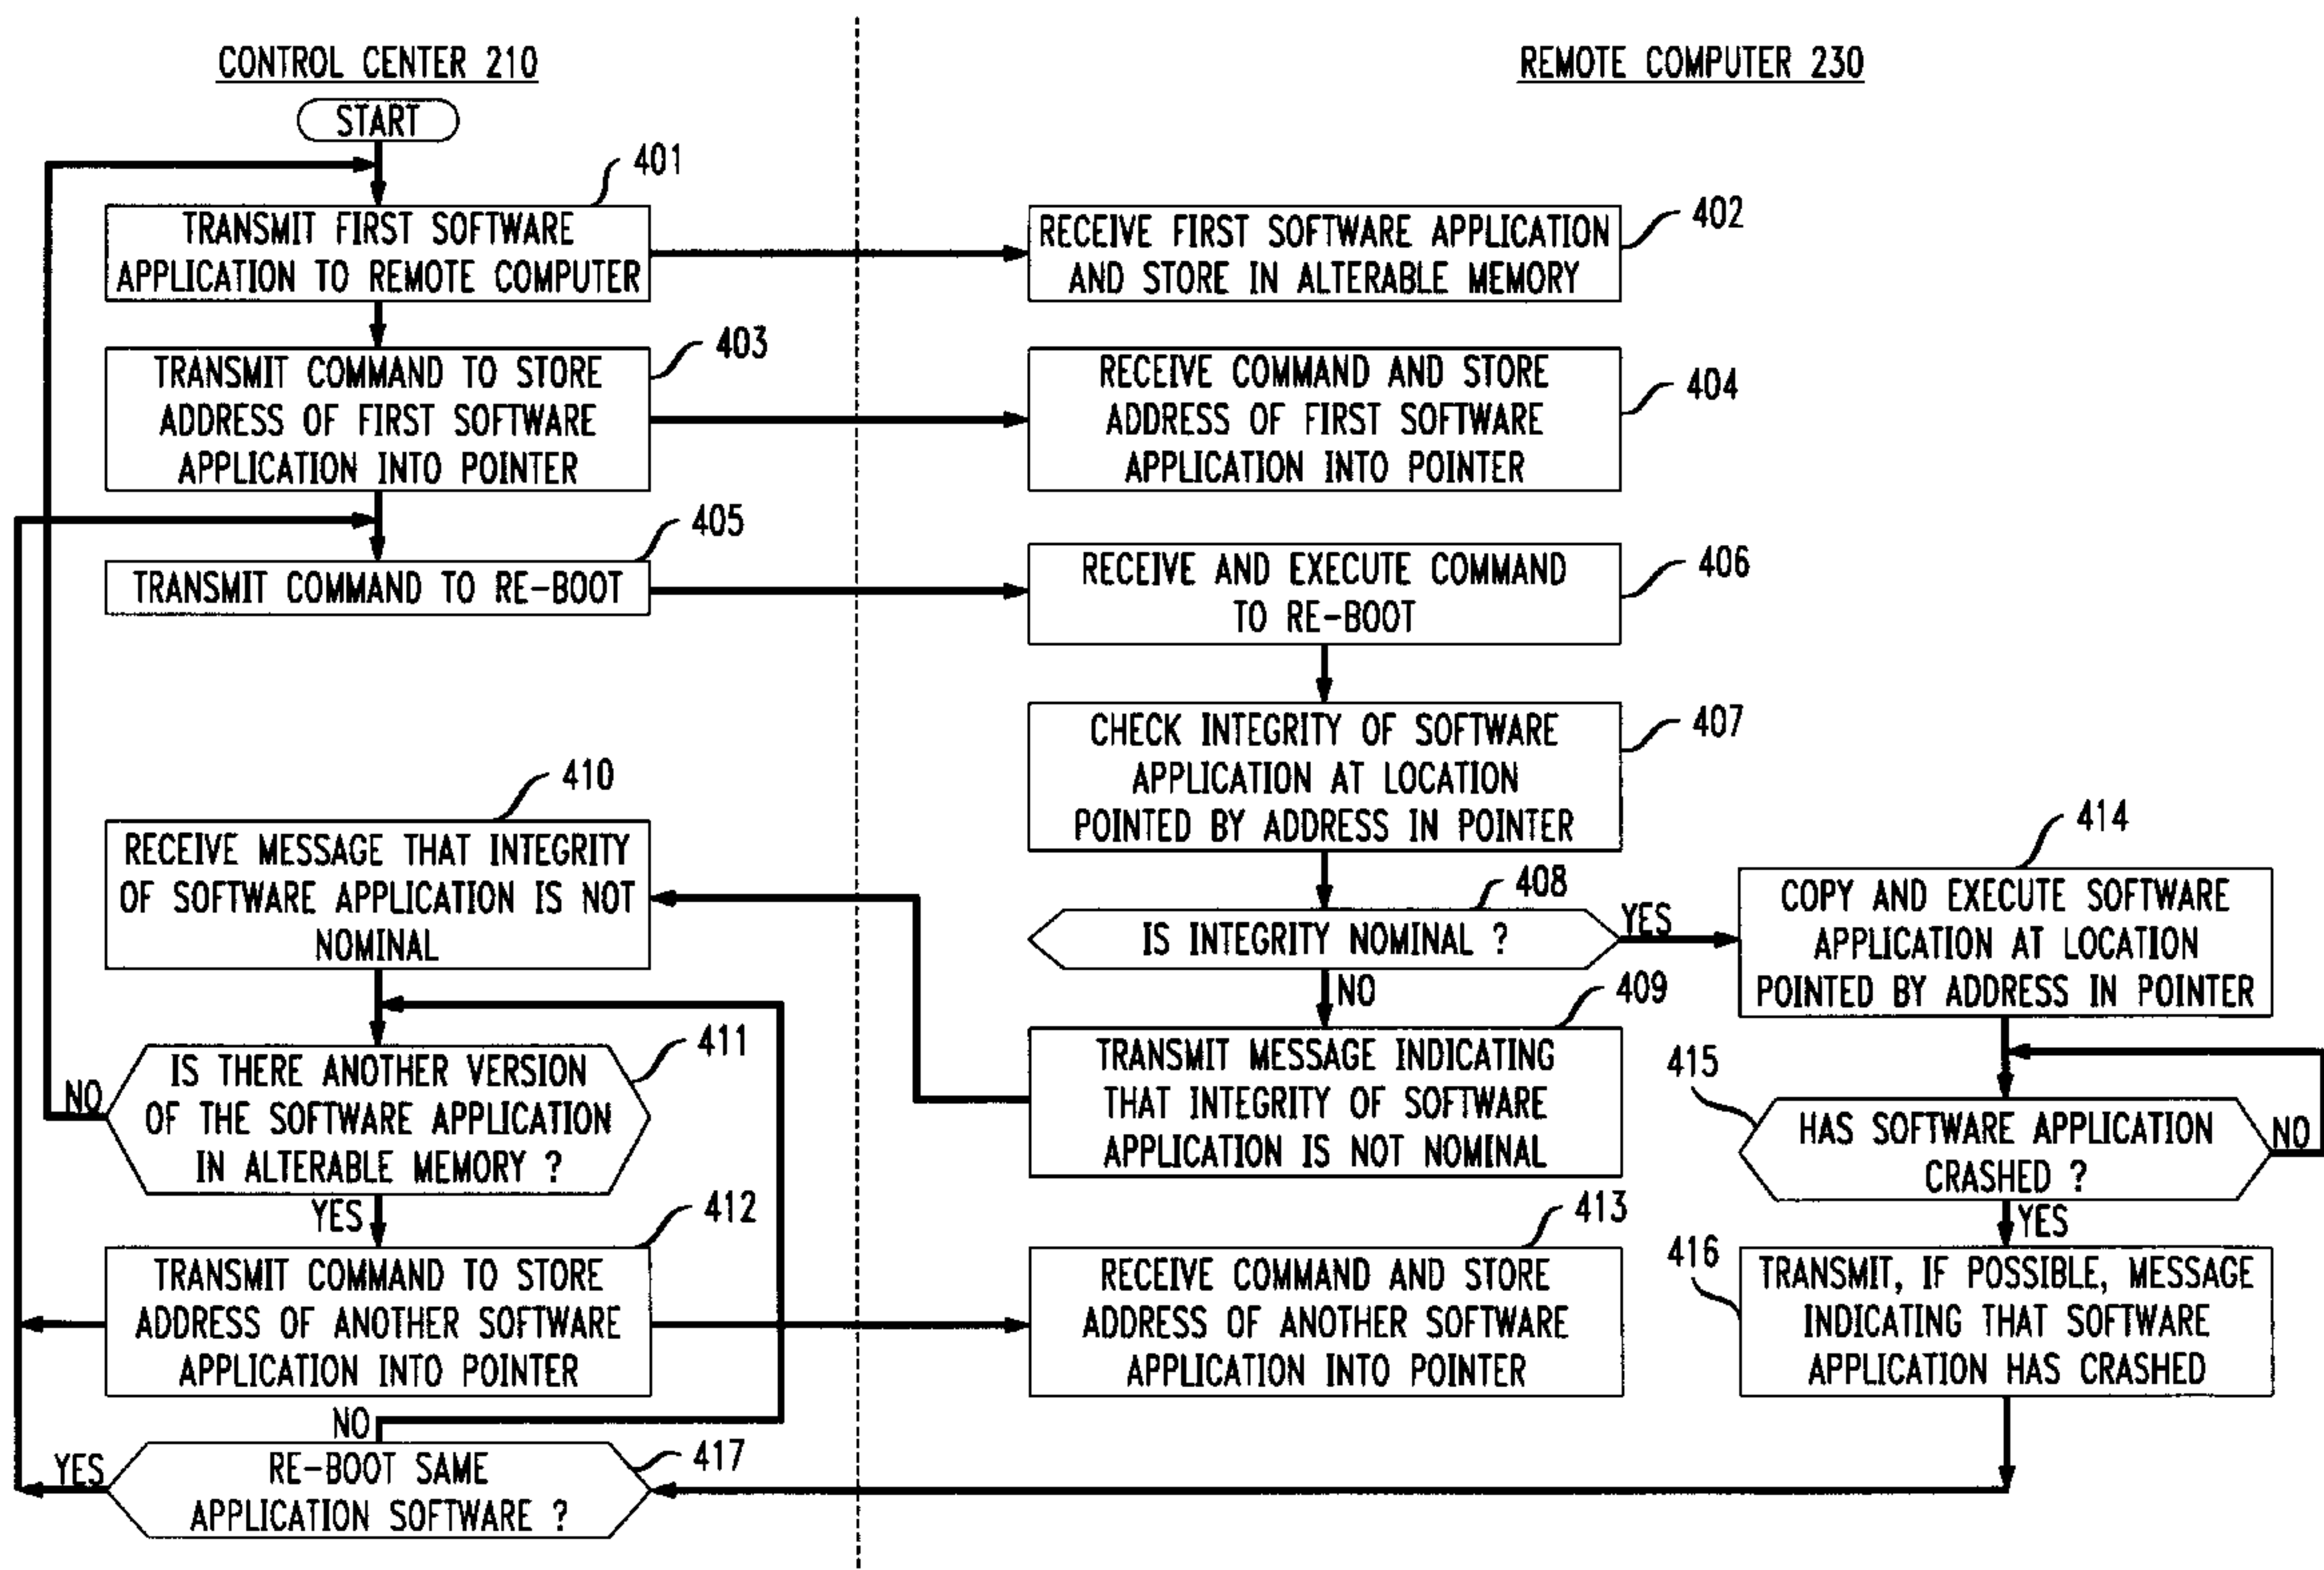 CONTROL CENTER 210
REMOTE COMPUTER 230
START
401
TRANSMIT FIRST SOFTWARE
APPLICATION TO REMOTE COMPUTER
402
RECEIVE FIRST SOFTWARE APPLICATION
AND STORE IN ALTERABLE MEMORY
403
TRANSMIT COMMAND TO STORE
ADDRESS OF FIRST SOFTWARE
APPLICATION INTO POINTER
404
RECEIVE COMMAND AND STORE
ADDRESS OF FIRST SOFTWARE
APPLICATION INTO POINTER
405
TRANSMIT COMMAND TO RE-BOOT
406
RECEIVE AND EXECUTE COMMAND
TO RE-BOOT
407
CHECK INTEGRITY OF SOFTWARE
APPLICATION AT LOCATION
POINTED BY ADDRESS IN POINTER
408
IS INTEGRITY NOMINAL ?
YES
NO
409
TRANSMIT MESSAGE INDICATING
THAT INTEGRITY OF SOFTWARE
APPLICATION IS NOT NOMINAL
410
RECEIVE MESSAGE THAT INTEGRITY
OF SOFTWARE APPLICATION IS NOT
NOMINAL
411
IS THERE ANOTHER VERSION
OF THE SOFTWARE APPLICATION
IN ALTERABLE MEMORY ?
NO
YES
412
TRANSMIT COMMAND TO STORE
ADDRESS OF ANOTHER SOFTWARE
APPLICATION INTO POINTER
413
RECEIVE COMMAND AND STORE
ADDRESS OF ANOTHER SOFTWARE
APPLICATION INTO POINTER
414
COPY AND EXECUTE SOFTWARE
APPLICATION AT LOCATION
POINTED BY ADDRESS IN POINTER
415
HAS SOFTWARE APPLICATION
CRASHED ?
NO
YES
416
TRANSMIT, IF POSSIBLE, MESSAGE
INDICATING THAT SOFTWARE
APPLICATION HAS CRASHED
NO
417
YES
RE-BOOT SAME
APPLICATION SOFTWARE ?